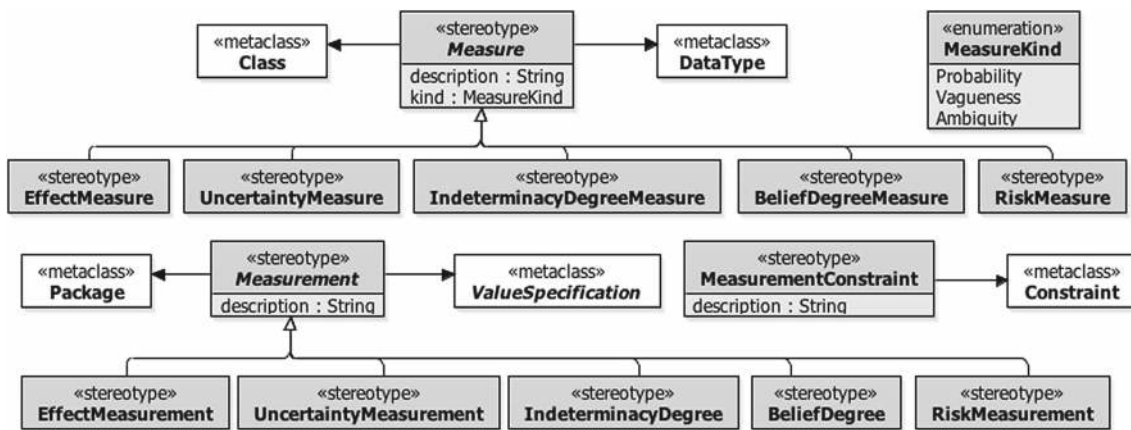 «metaclass»
Class
«stereotype»
Measure
description : String
kind : MeasureKind
«metaclass»
DataType
«enumeration»
MeasureKind
Probability
Vagueness
Ambiguity
«stereotype»
EffectMeasure
«stereotype»
UncertaintyMeasure
«stereotype»
IndeterminacyDegreeMeasure
«stereotype»
BeliefDegreeMeasure
«stereotype»
RiskMeasure
«metaclass»
Package
«stereotype»
Measurement
description : String
«metaclass»
ValueSpecification
«stereotype»
MeasurementConstraint
description : String
«metaclass»
Constraint
«stereotype»
EffectMeasurement
«stereotype»
UncertaintyMeasurement
«stereotype»
IndeterminacyDegree
«stereotype»
BeliefDegree
«stereotype»
RiskMeasurement